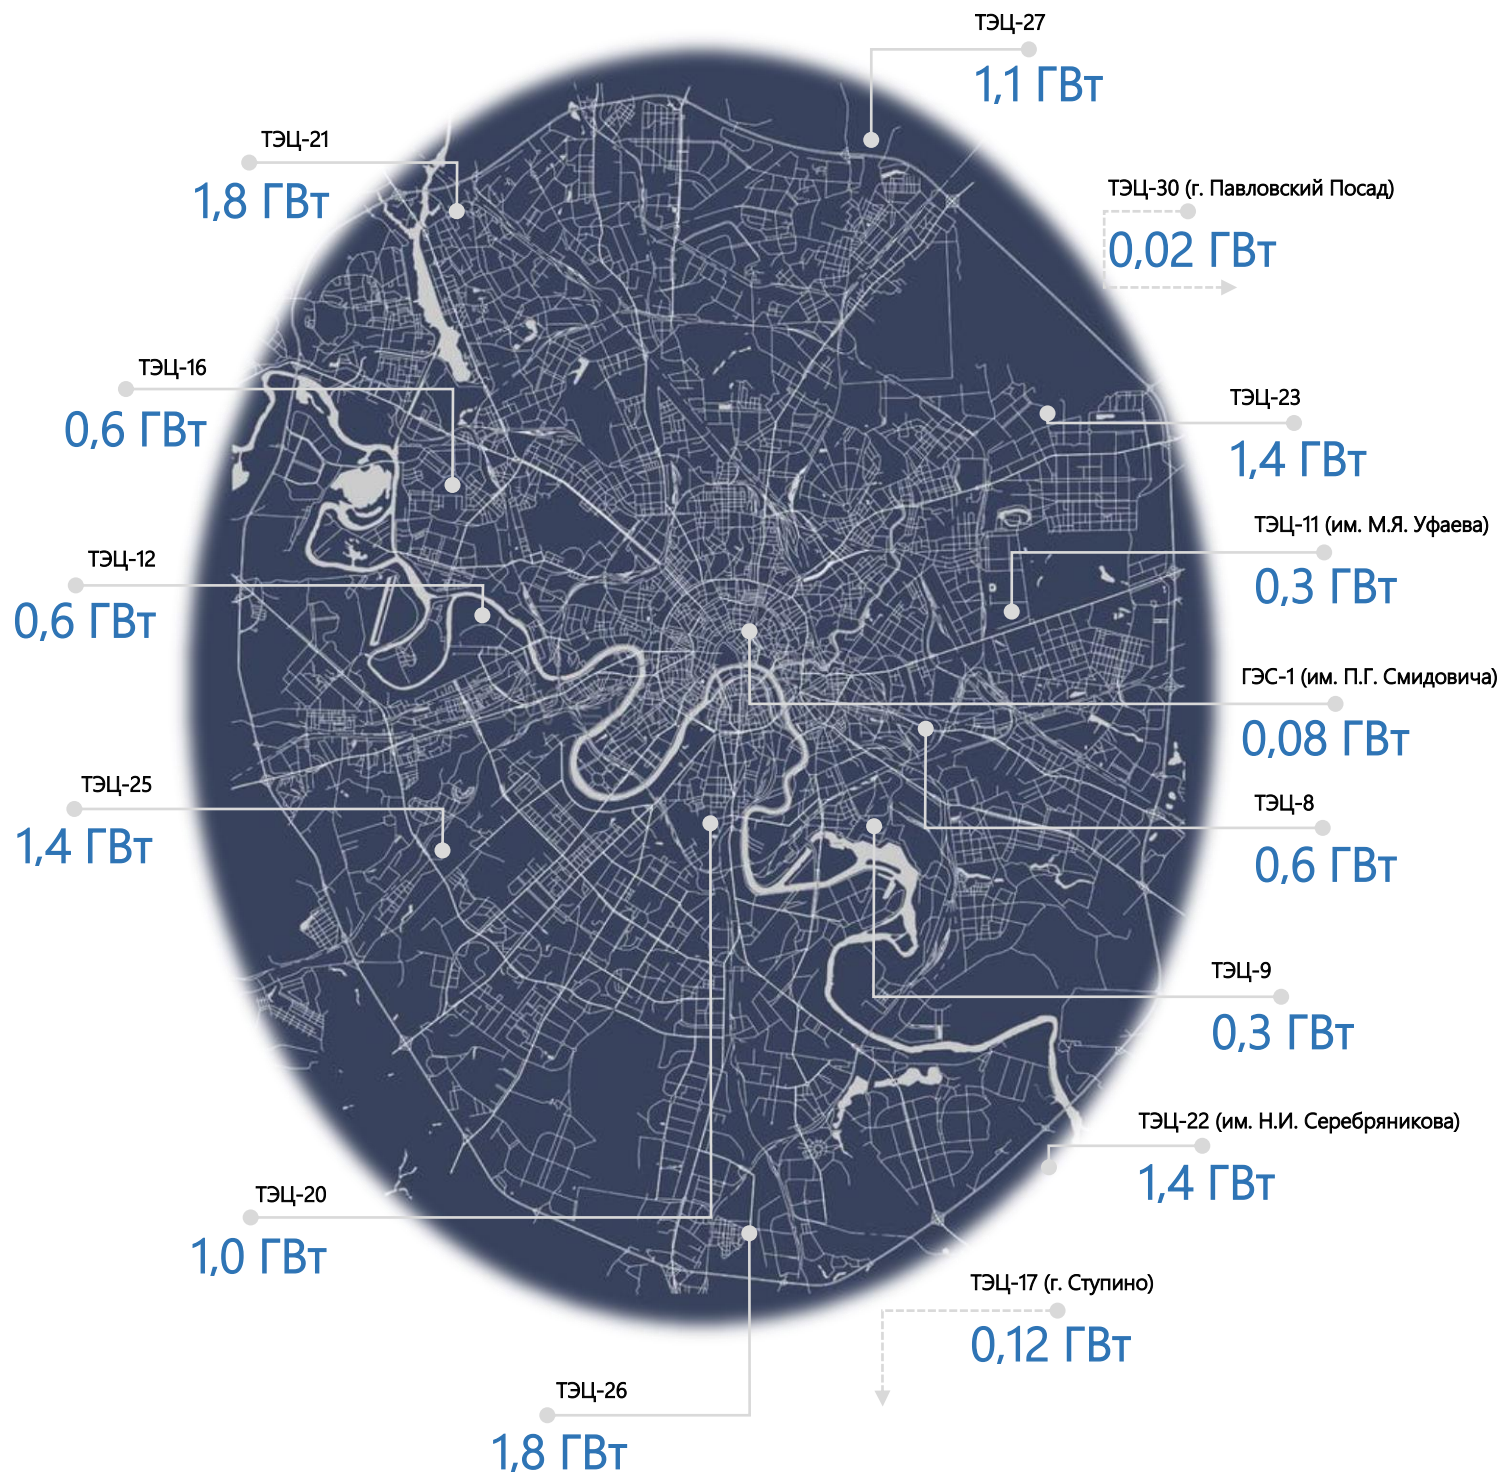 ТЭЦ-27
1,1 ГВт
ТЭЦ-21
1,8 ГВт
ТЭЦ-30 (г. Павловский Посад)
0,02 ГВт
ТЭЦ-16
0,6 ГВт
ТЭЦ-23
1,4 ГВт
ТЭЦ-11 (им. М.Я. Уфаева)
0,3 ГВт
ТЭЦ-12
0,6 ГВт
ГЭС-1 (им. П.Г. Смидовича)
0,08 ГВт
ТЭЦ-25
1,4 ГВт
ТЭЦ-8
0,6 ГВт
ТЭЦ-9
0,3 ГВт
ТЭЦ-22 (им. Н.И. Серебряникова)
1,4 ГВт
ТЭЦ-20
1,0 ГВт
ТЭЦ-17 (г. Ступино)
0,12 ГВт
ТЭЦ-26
1,8 ГВт